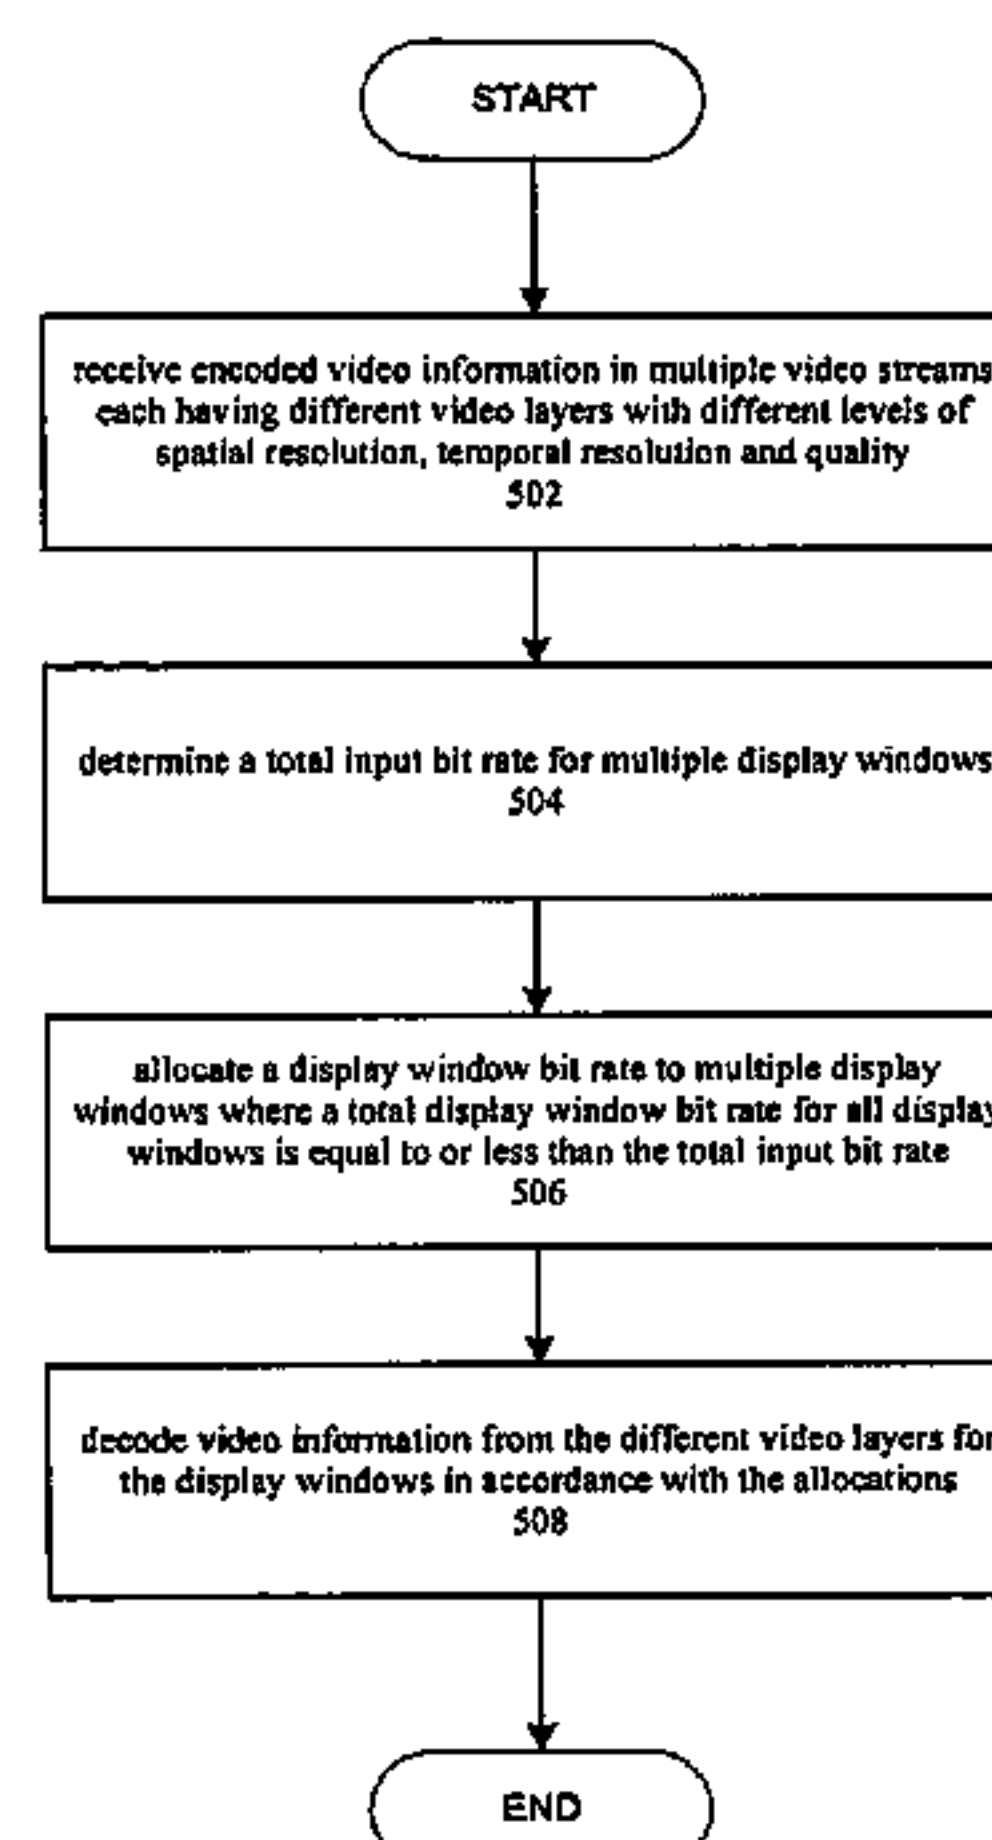 START
receive encoded video information in multiple video streams
each having different video layers with different levels of
spatial resolution, temporal resolution and quality
502
determine a total input bit rate for multiple display windows
504
allocate a display window bit rate to multiple display
windows where a total display window bit rate for all display
windows is equal to or less than the total input bit rate
506
decode video information from the different video layers for
the display windows in accordance with the allocations
508
END